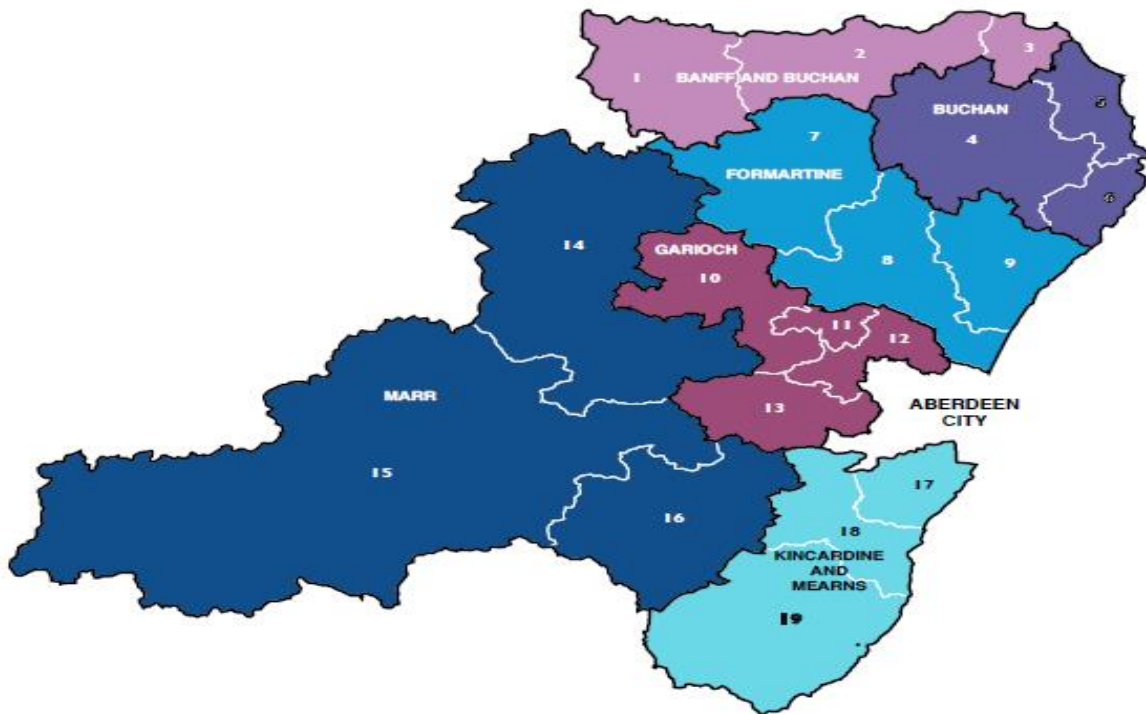 1
2
3
BANFF AND BUCHAN
5
BUCHAN
4
7
FORMARTINE
6
14
GARIOCH
10
8
9
11
12
MARR
13
ABERDEEN
CITY
15
16
17
18
KINCARDINE
AND
MEARNS
19